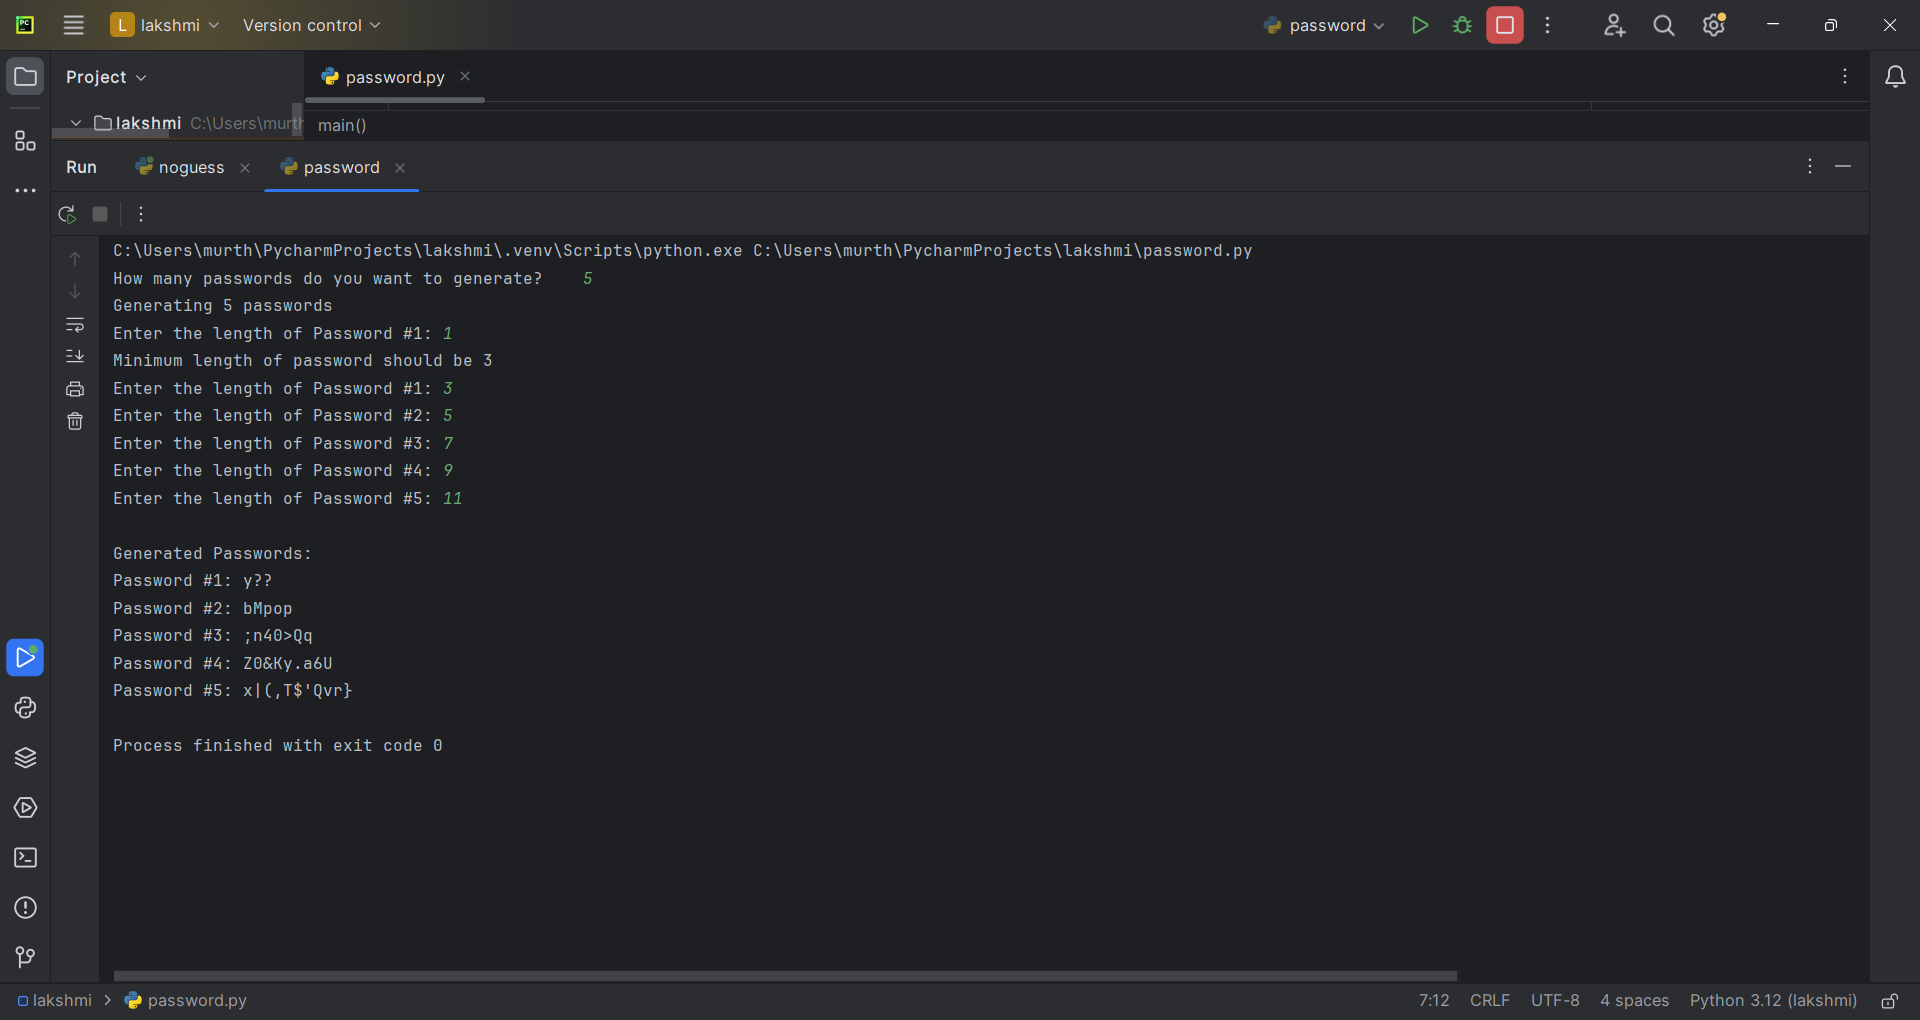 PC
L lakshmi Version control password
Project password.py
lakshmi C:\Users\murth main()
Run noguess password
C:\Users\murth\PycharmProjects\lakshmi\.venv\Scripts\python.exe C:\Users\murth\PycharmProjects\lakshmi\password.py
How many passwords do you want to generate? 5
Generating 5 passwords
Enter the length of Password #1: 1
Minimum length of password should be 3
Enter the length of Password #1: 3
Enter the length of Password #2: 5
Enter the length of Password #3: 7
Enter the length of Password #4: 9
Enter the length of Password #5: 11
Generated Passwords:
Password #1: y??
Password #2: bMpop
Password #3: ;n40>Qq
Password #4: Z0&Ky.a6U
Password #5: x|(,T$'Qvr}
Process finished with exit code 0
lakshmi > password.py 7:12 CRLF UTF-8 4 spaces Python 3.12 (lakshmi)